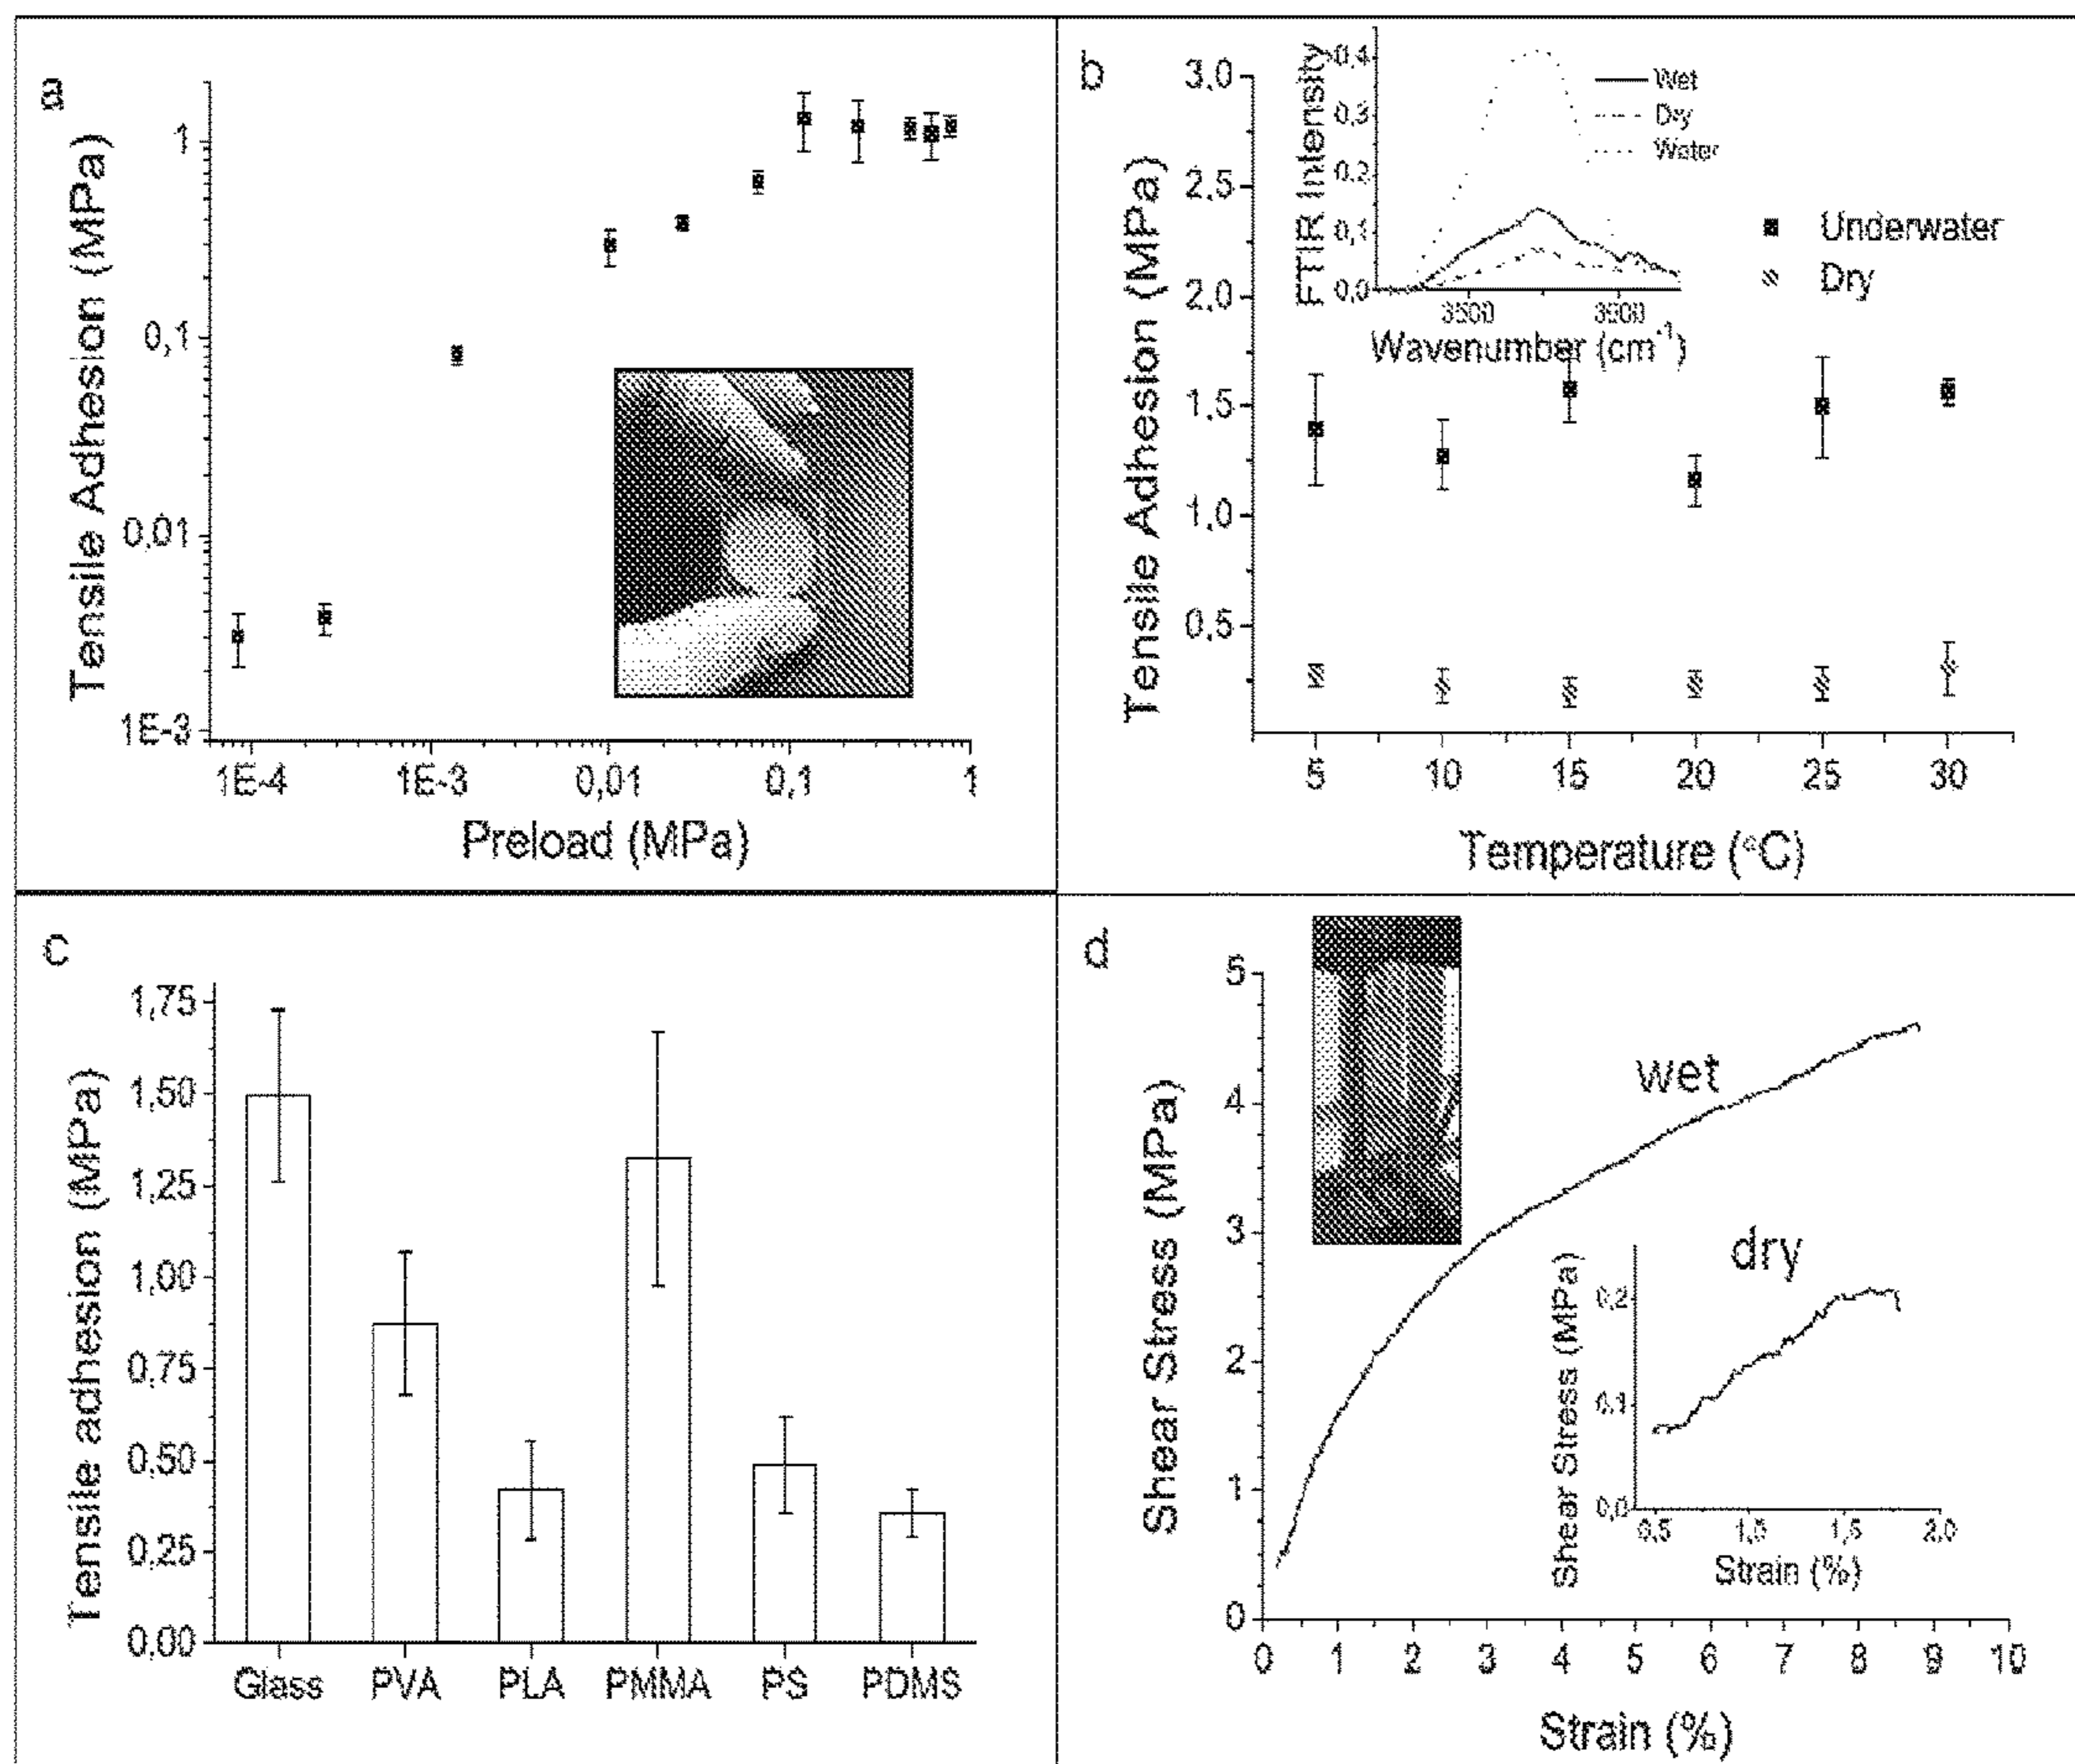 a
Tensile Adhesion (MPa)
1
0,1
0,01
1E-3
1E-4 1E-3 0,01 0,1 1
Preload (MPa)
b
Tensile Adhesion (MPa)
3.0
2.5
2.0
1.5
1.0
0.5
5 10 15 20 25 30
Temperature (°C)
FTIR Intensity
0.4
0.3
0.2
0.1
0.0
Wavenumber (cm⁻¹)
Wet
Dry
Water
Underwater
Dry
c
Tensile adhesion (MPa)
1,75
1,50
1,25
1,00
0,75
0,50
0,25
0,00
Glass PVA PLA PMMA PS PDMS
d
Shear Stress (MPa)
5
4
3
2
1
0
0 1 2 3 4 5 6 7 8 9 10
Strain (%)
wet
dry
Shear Stress (MPa)
0,2
0,1
0,0
0,5 1,0 1,5 2,0
Strain (%)